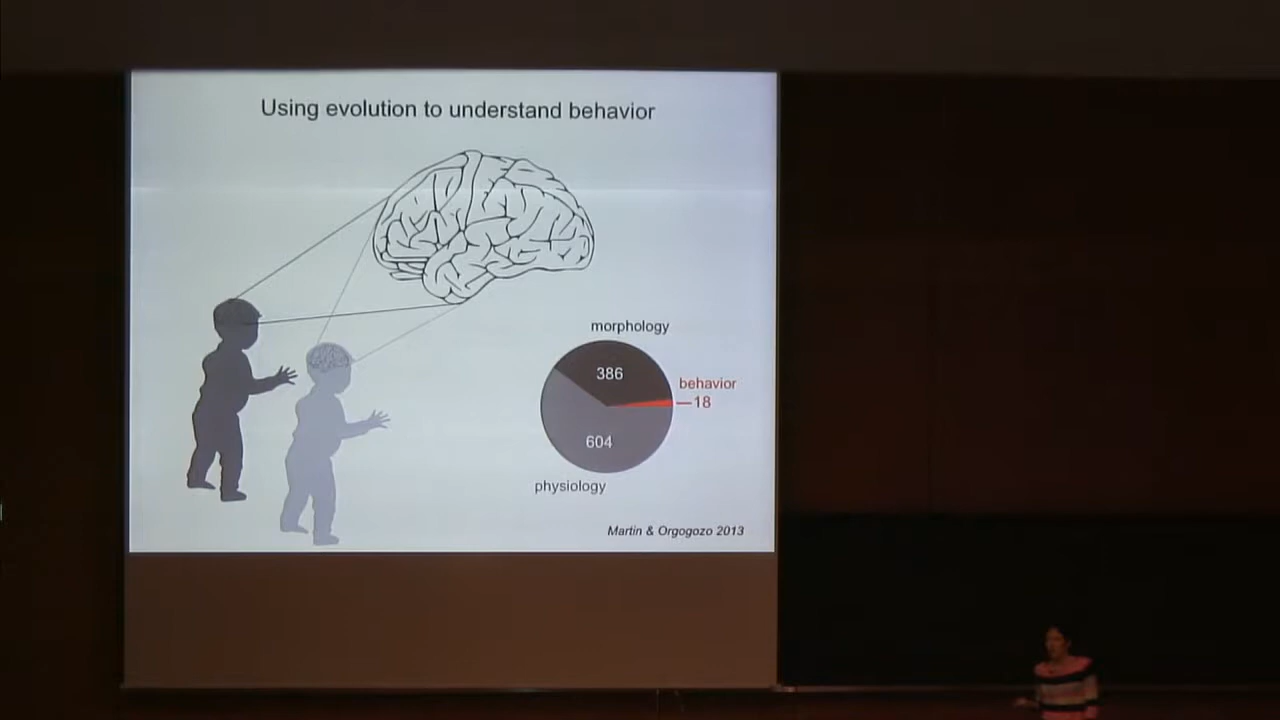 Using evolution to understand behavior
morphology
386
behavior
18
604
physiology
Martin & Orgogozo 2013